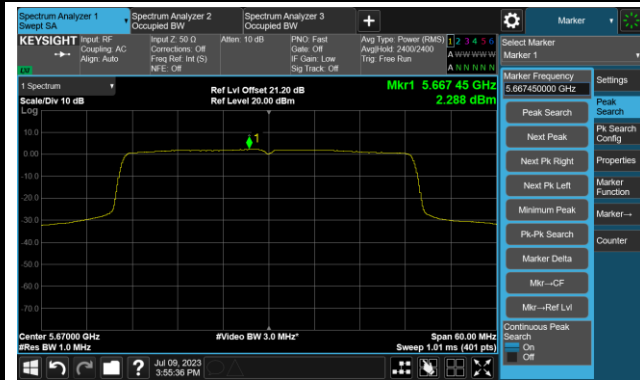 Spectrum Analyzer 1
Swept SA
Spectrum Analyzer 2
Occupied BW
Spectrum Analyzer 3
Occupied BW
Marker
KEYSIGHT
Input: RF
Coupling: AC
Align: Auto
Input Z: 50 Ω
Corrections: Off
Freq Ref: Int (S)
NFE: Off
Atten: 10 dB
PNO: Fast
Gate: Off
IF Gain: Low
Sig Track: Off
Avg Type: Power (RMS)
Avg|Hold: 2400/2400
Trig: Free Run
1 2 3 4 5 6
A W W W W W
A N N N N N
LW
Select Marker
Marker 1
1 Spectrum
Scale/Div 10 dB
Log
Ref Lvl Offset 21.20 dB
Ref Level 20.00 dBm
Mkr1 5.667 45 GHz
2.288 dBm
10.0
0.00
-10.0
-20.0
-30.0
-40.0
-50.0
-60.0
-70.0
1
Center 5.67000 GHz
#Res BW 1.0 MHz
#Video BW 3.0 MHz*
Span 60.00 MHz
Sweep 1.01 ms (401 pts)
Marker Frequency
5.667450000 GHz
Peak Search
Next Peak
Next Pk Right
Next Pk Left
Minimum Peak
Pk-Pk Search
Marker Delta
Mkr→CF
Mkr→Ref Lvl
Continuous Peak
Search
On
Off
Settings
Peak
Search
Pk Search
Config
Properties
Marker
Function
Marker→
Counter
?
Jul 09, 2023
3:55:36 PM